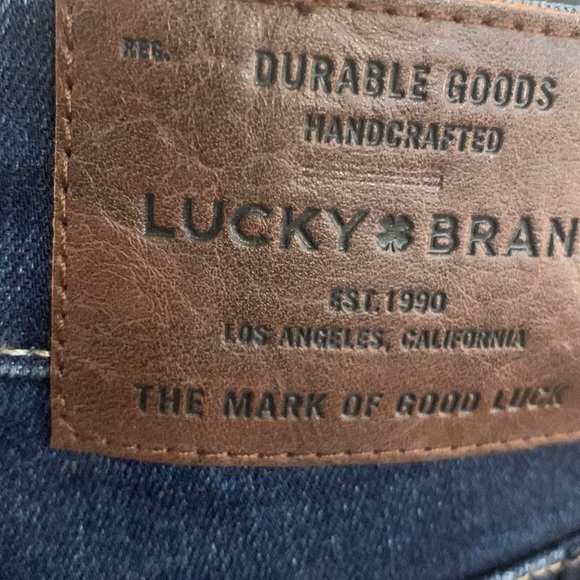 REG.
DURABLE GOODS
HANDCRAFTED
LUCKY BRAN
EST. 1990
LOS ANGELES, CALIFORNIA
THE MARK OF GOOD LUCK